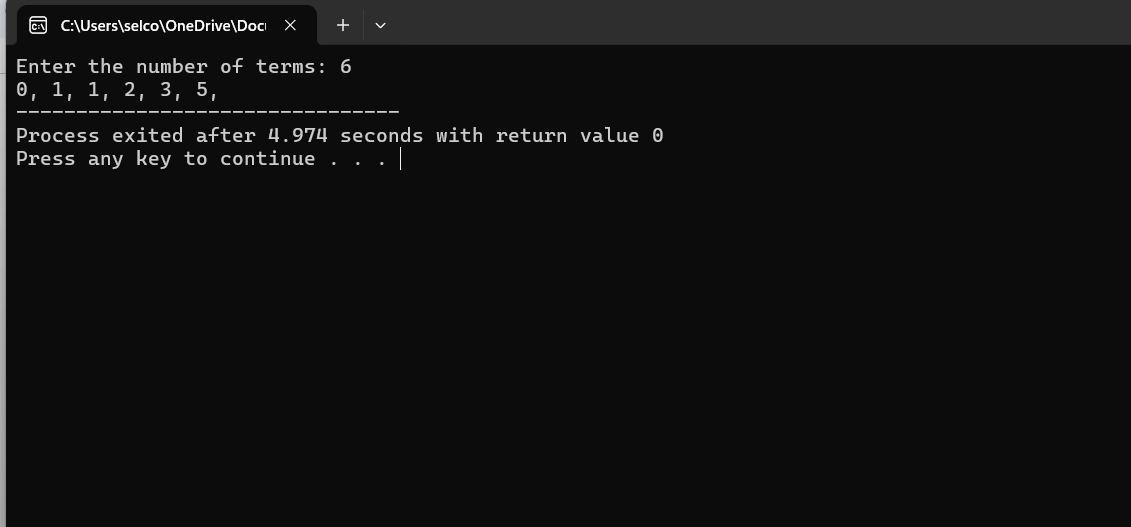 C:\Users\selco\OneDrive\Doc
Enter the number of terms: 6
0, 1, 1, 2, 3, 5,
--------------------------------
Process exited after 4.974 seconds with return value 0
Press any key to continue . . .